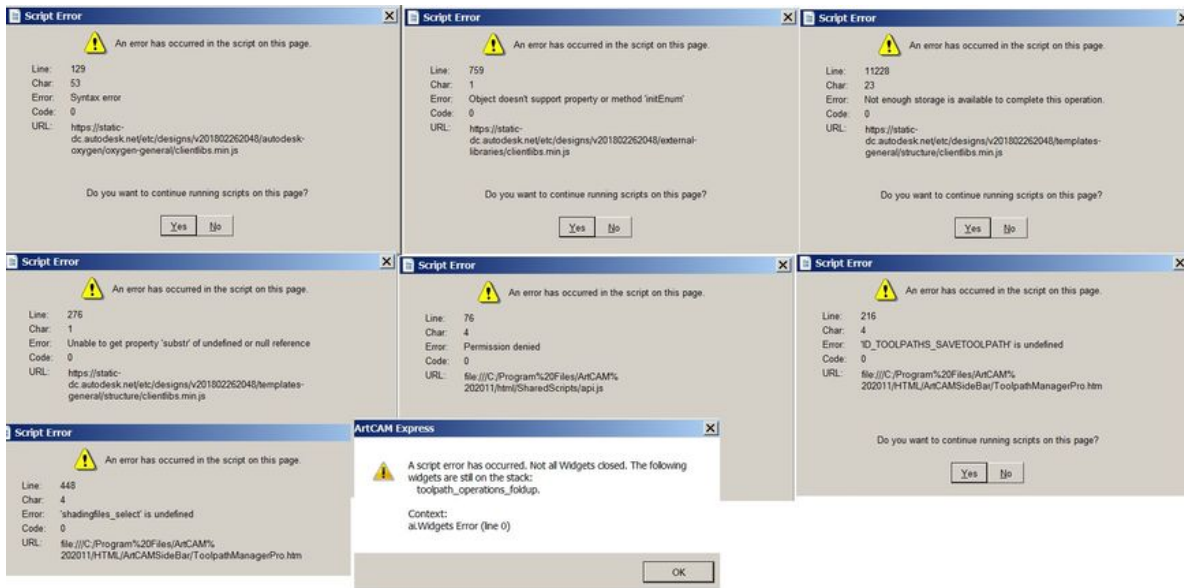 Script Error
An error has occurred in the script on this page.
Line: 129
Char: 53
Error: Syntax error
Code: 0
URL: https://static-
dc.autodesk.net/etc/designs/v201802262048/autodesk-
oxygen/oxygen-general/clientlibs.min.js
Do you want to continue running scripts on this page?
Yes No
Script Error
An error has occurred in the script on this page.
Line: 759
Char: 1
Error: Object doesn't support property or method 'initEnum'
Code: 0
URL: https://static-
dc.autodesk.net/etc/designs/v201802262048/external-
libraries/clientlibs.min.js
Do you want to continue running scripts on this page?
Yes No
Script Error
An error has occurred in the script on this page.
Line: 11228
Char: 23
Error: Not enough storage is available to complete this operation.
Code: 0
URL: https://static-
dc.autodesk.net/etc/designs/v201802262048/templates-
general/structure/clientlibs.min.js
Do you want to continue running scripts on this page?
Yes No
Script Error
An error has occurred in the script on this page.
Line: 276
Char: 1
Error: Unable to get property 'substr' of undefined or null reference
Code: 0
URL: https://static-
dc.autodesk.net/etc/designs/v201802262048/templates-
general/structure/clientlibs.min.js
Script Error
An error has occurred in the script on this page.
Line: 76
Char: 4
Error: Permission denied
Code: 0
URL: file:///C:/Program%20Files/ArtCAM%
202011/html/SharedScripts/api.js
Script Error
An error has occurred in the script on this page.
Line: 216
Char: 4
Error: 'ID_TOOLPATHS_SAVETOOLPATH' is undefined
Code: 0
URL: file:///C:/Program%20Files/ArtCAM%
202011/HTML/ArtCAMSideBar/ToolpathManagerPro.htm
Do you want to continue running scripts on this page?
Yes No
Script Error
An error has occurred in the script on this page.
Line: 448
Char: 4
Error: 'shadingfiles_select' is undefined
Code: 0
URL: file:///C:/Program%20Files/ArtCAM%
202011/HTML/ArtCAMSideBar/ToolpathManagerPro.htm
ArtCAM Express
A script error has occurred. Not all Widgets closed. The following
widgets are still on the stack:
toolpath_operations_foldup.
Context:
ai.Widgets Error (line 0)
OK